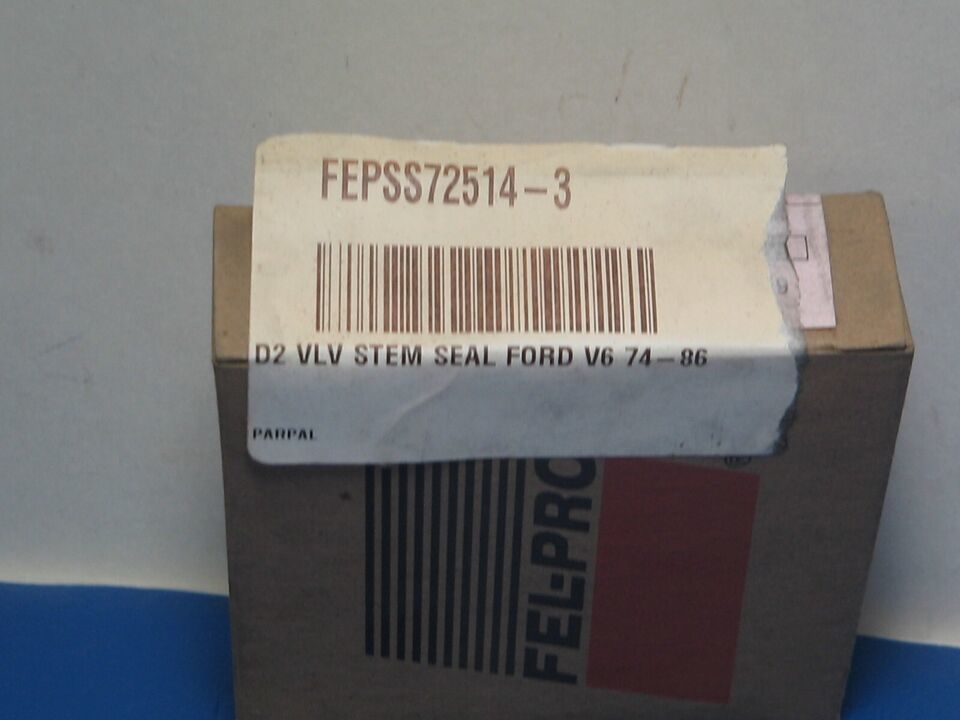 FEPSS72514-3
D2 VLV STEM SEAL FORD V6 74-86
PARPAL
FEL-PRO